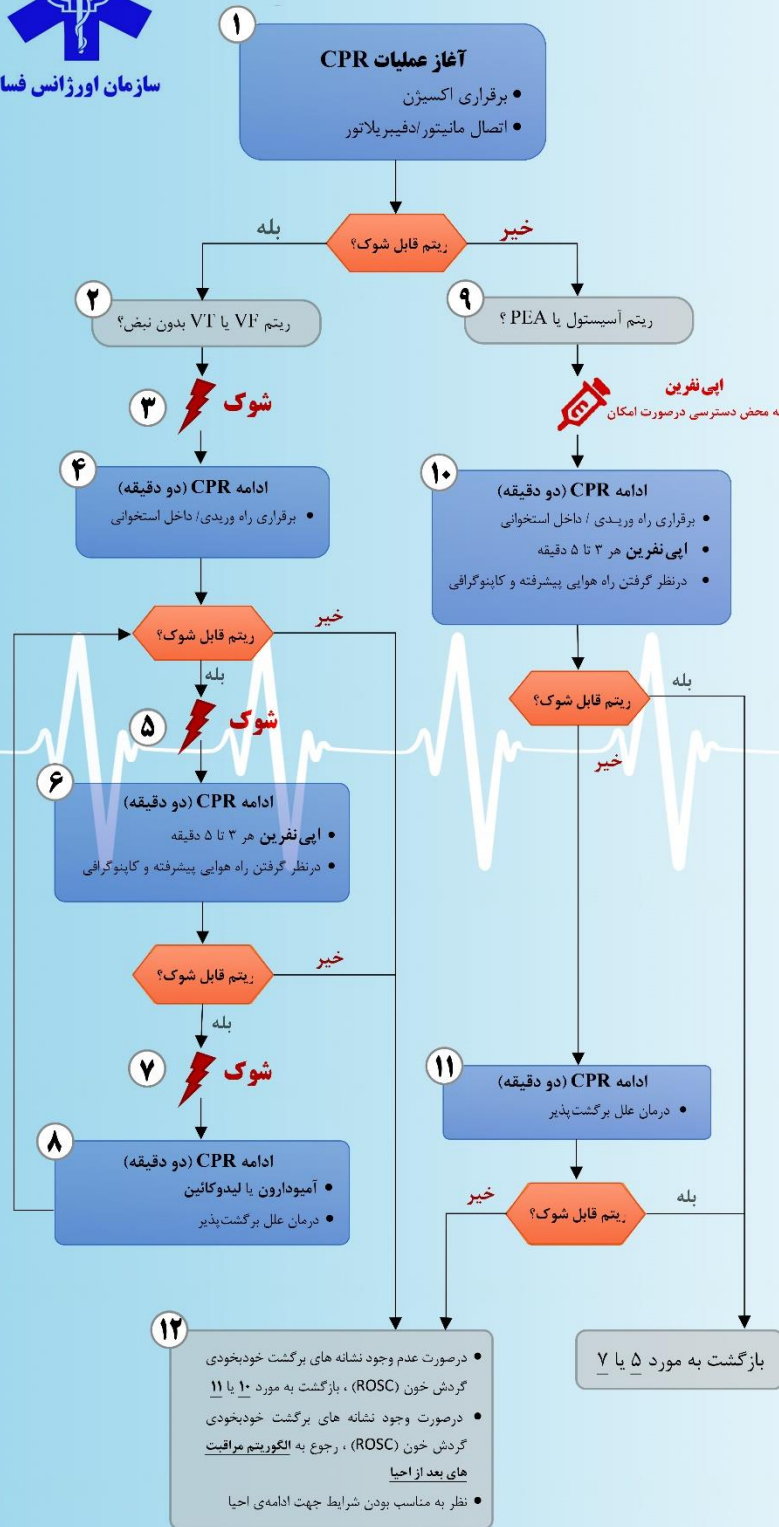 سازمان اورژانس فسا
۱
آغاز عملیات CPR
• برقراری اکسیژن
• اتصال مانیتور/دفیبریلاتور
ریتم قابل شوک؟
بله
خیر
۲
ریتم VF یا VT بدون نبض؟
۳
شوک
۴
ادامه CPR (دو دقیقه)
• برقراری راه وریدی/ داخل استخوانی
ریتم قابل شوک؟
خیر
بله
۵
شوک
۶
ادامه CPR (دو دقیقه)
• اپی‌نفرین هر ۳ تا ۵ دقیقه
• درنظر گرفتن راه هوایی پیشرفته و کاپنوگرافی
ریتم قابل شوک؟
خیر
بله
۷
شوک
۸
ادامه CPR (دو دقیقه)
• آمیودارون یا لیدوکائین
• درمان علل برگشت‌پذیر
۹
ریتم آسیستول یا PEA ؟
اپی‌نفرین
محض دسترسی درصورت امکان
۱۰
ادامه CPR (دو دقیقه)
• برقراری راه وریدی / داخل استخوانی
• اپی‌نفرین هر ۳ تا ۵ دقیقه
• درنظر گرفتن راه هوایی پیشرفته و کاپنوگرافی
ریتم قابل شوک؟
بله
خیر
۱۱
ادامه CPR (دو دقیقه)
• درمان علل برگشت‌پذیر
ریتم قابل شوک؟
خیر
بله
۱۲
• درصورت عدم وجود نشانه های برگشت خودبخودی
گردش خون (ROSC) ، بازگشت به مورد ۱۰ یا ۱۱
• درصورت وجود نشانه های برگشت خودبخودی
گردش خون (ROSC) ، رجوع به الگوریتم مراقبت
های بعد از احیا
• نظر به مناسب بودن شرایط جهت ادامه‌ی احیا
بازگشت به مورد ۵ یا ۷